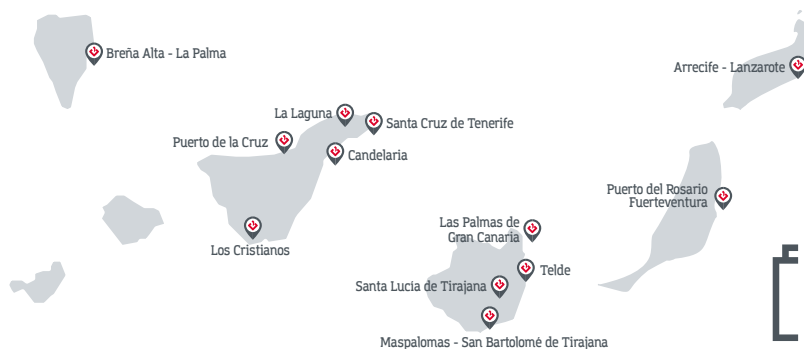 Breña Alta - La Palma
Arrecife - Lanzarote
La Laguna
Santa Cruz de Tenerife
Puerto de la Cruz
Candelaria
Los Cristianos
Puerto del Rosario
Fuerteventura
Las Palmas de
Gran Canaria
Telde
Santa Lucia de Tirajana
Maspalomas - San Bartolomé de Tirajana